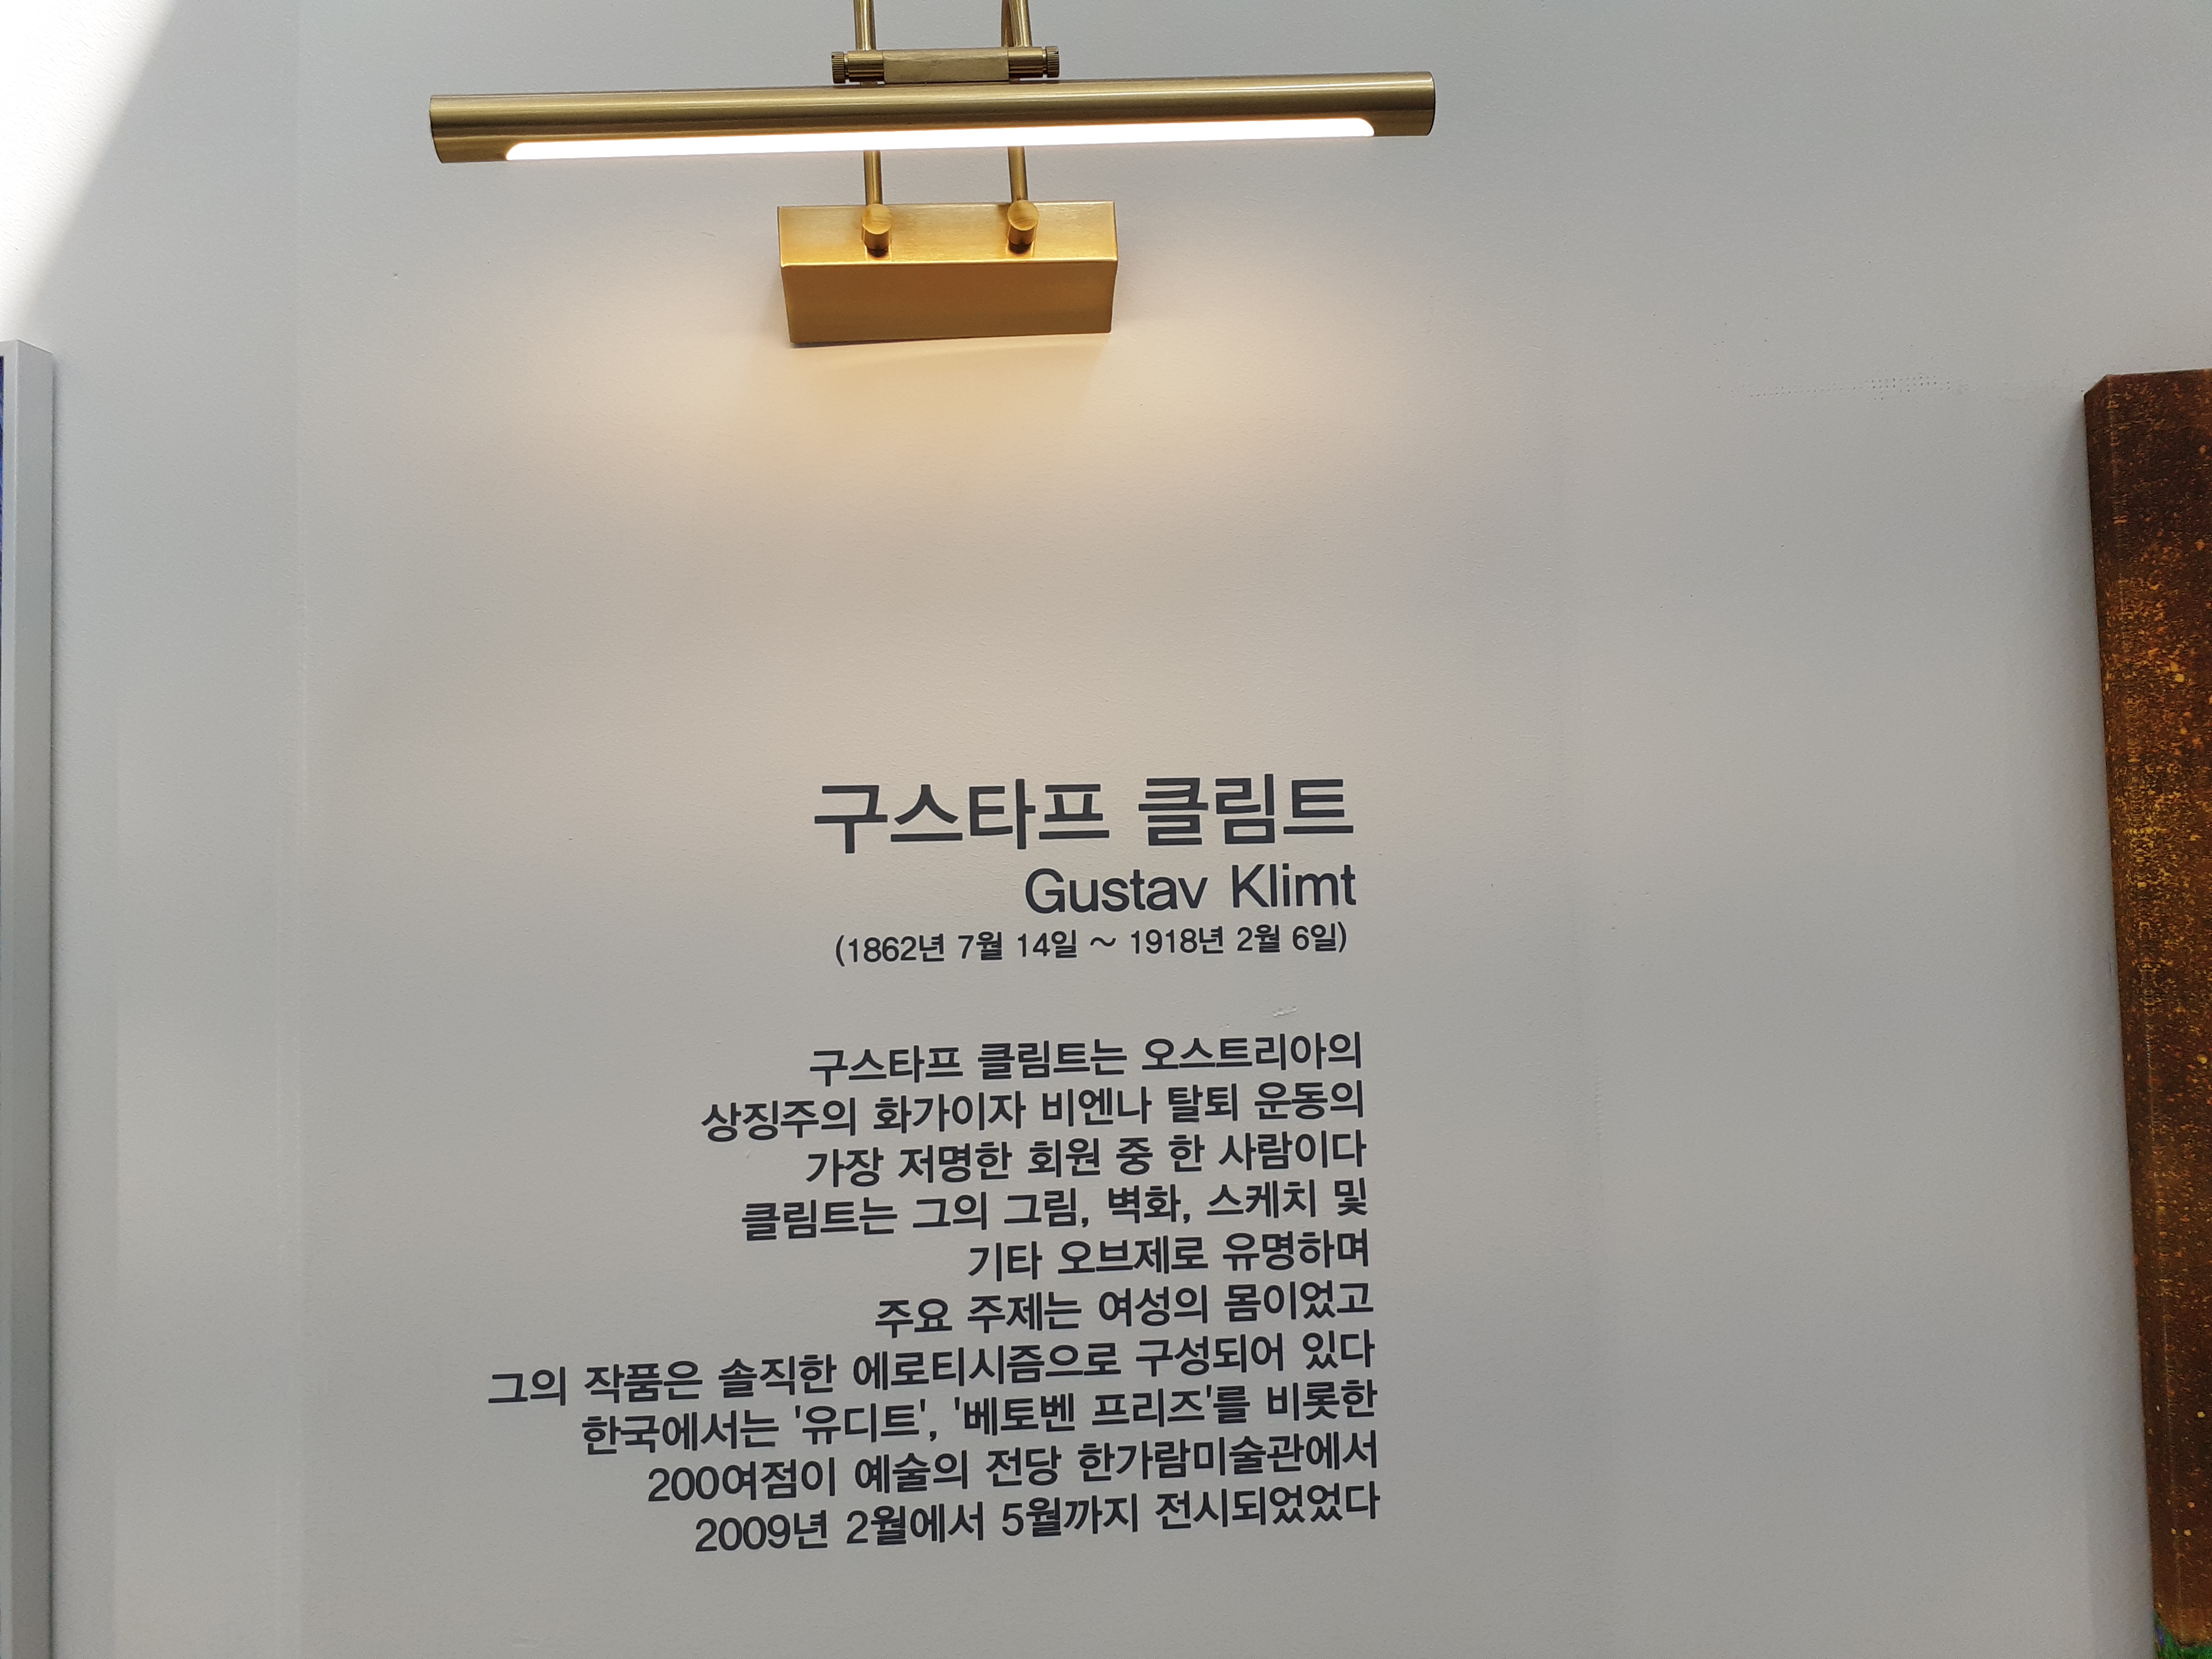 구스타프 클림트
Gustav Klimt
(1862년 7월 14일 ~ 1918년 2월 6일)
구스타프 클림트는 오스트리아의
상징주의 화가이자 비엔나 탈퇴 운동의
가장 저명한 회원 중 한 사람이다
클림트는 그의 그림, 벽화, 스케치 및
기타 오브제로 유명하며
주요 주제는 여성의 몸이었고
그의 작품은 솔직한 에로티시즘으로 구성되어 있다
한국에서는 '유디트', '베토벤 프리즈'를 비롯한
200여점이 예술의 전당 한가람미술관에서
2009년 2월에서 5월까지 전시되었었다